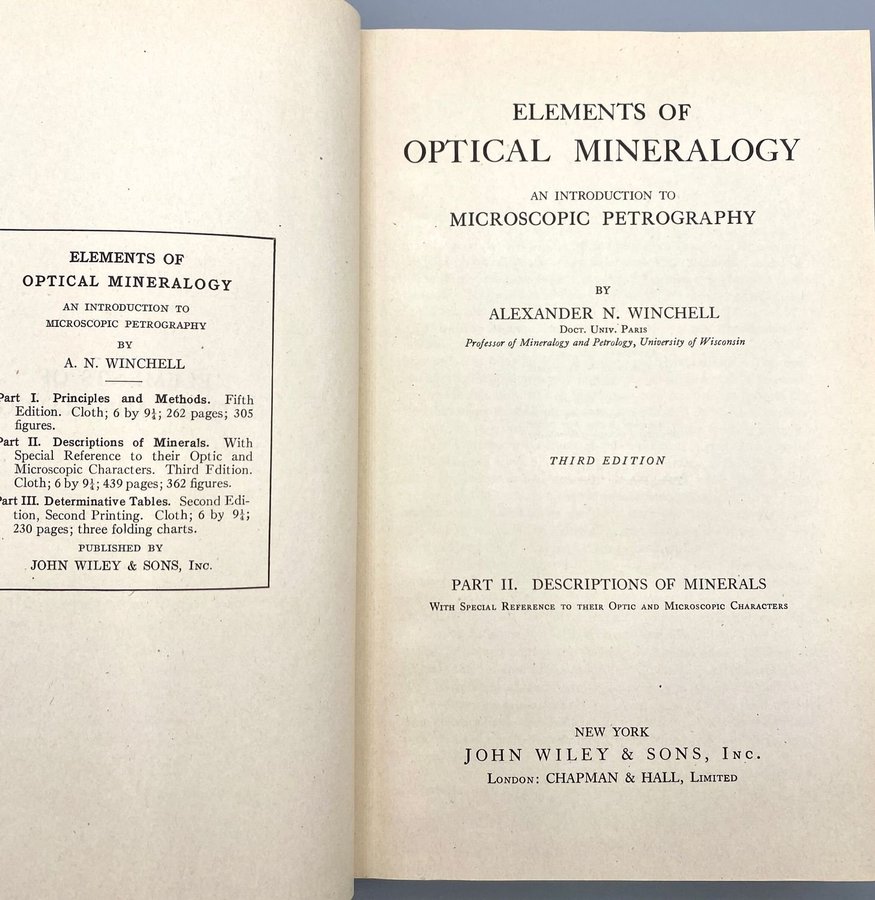 ELEMENTS OF
OPTICAL MINERALOGY
AN INTRODUCTION TO
MICROSCOPIC PETROGRAPHY
BY
A. N. WINCHELL
Part I. Principles and Methods. Fifth
Edition. Cloth; 6 by 9¼; 262 pages; 305
figures.
Part II. Descriptions of Minerals. With
Special Reference to their Optic and
Microscopic Characters. Third Edition.
Cloth; 6 by 9¼; 439 pages; 362 figures.
Part III. Determinative Tables. Second Edi-
tion, Second Printing. Cloth; 6 by 9¼;
230 pages; three folding charts.
PUBLISHED BY
JOHN WILEY & SONS, INC.
ELEMENTS OF
OPTICAL MINERALOGY
AN INTRODUCTION TO
MICROSCOPIC PETROGRAPHY
BY
ALEXANDER N. WINCHELL
DOCT. UNIV. PARIS
Professor of Mineralogy and Petrology, University of Wisconsin
THIRD EDITION
PART II. DESCRIPTIONS OF MINERALS
WITH SPECIAL REFERENCE TO THEIR OPTIC AND MICROSCOPIC CHARACTERS
NEW YORK
JOHN WILEY & SONS, INC.
LONDON: CHAPMAN & HALL, LIMITED